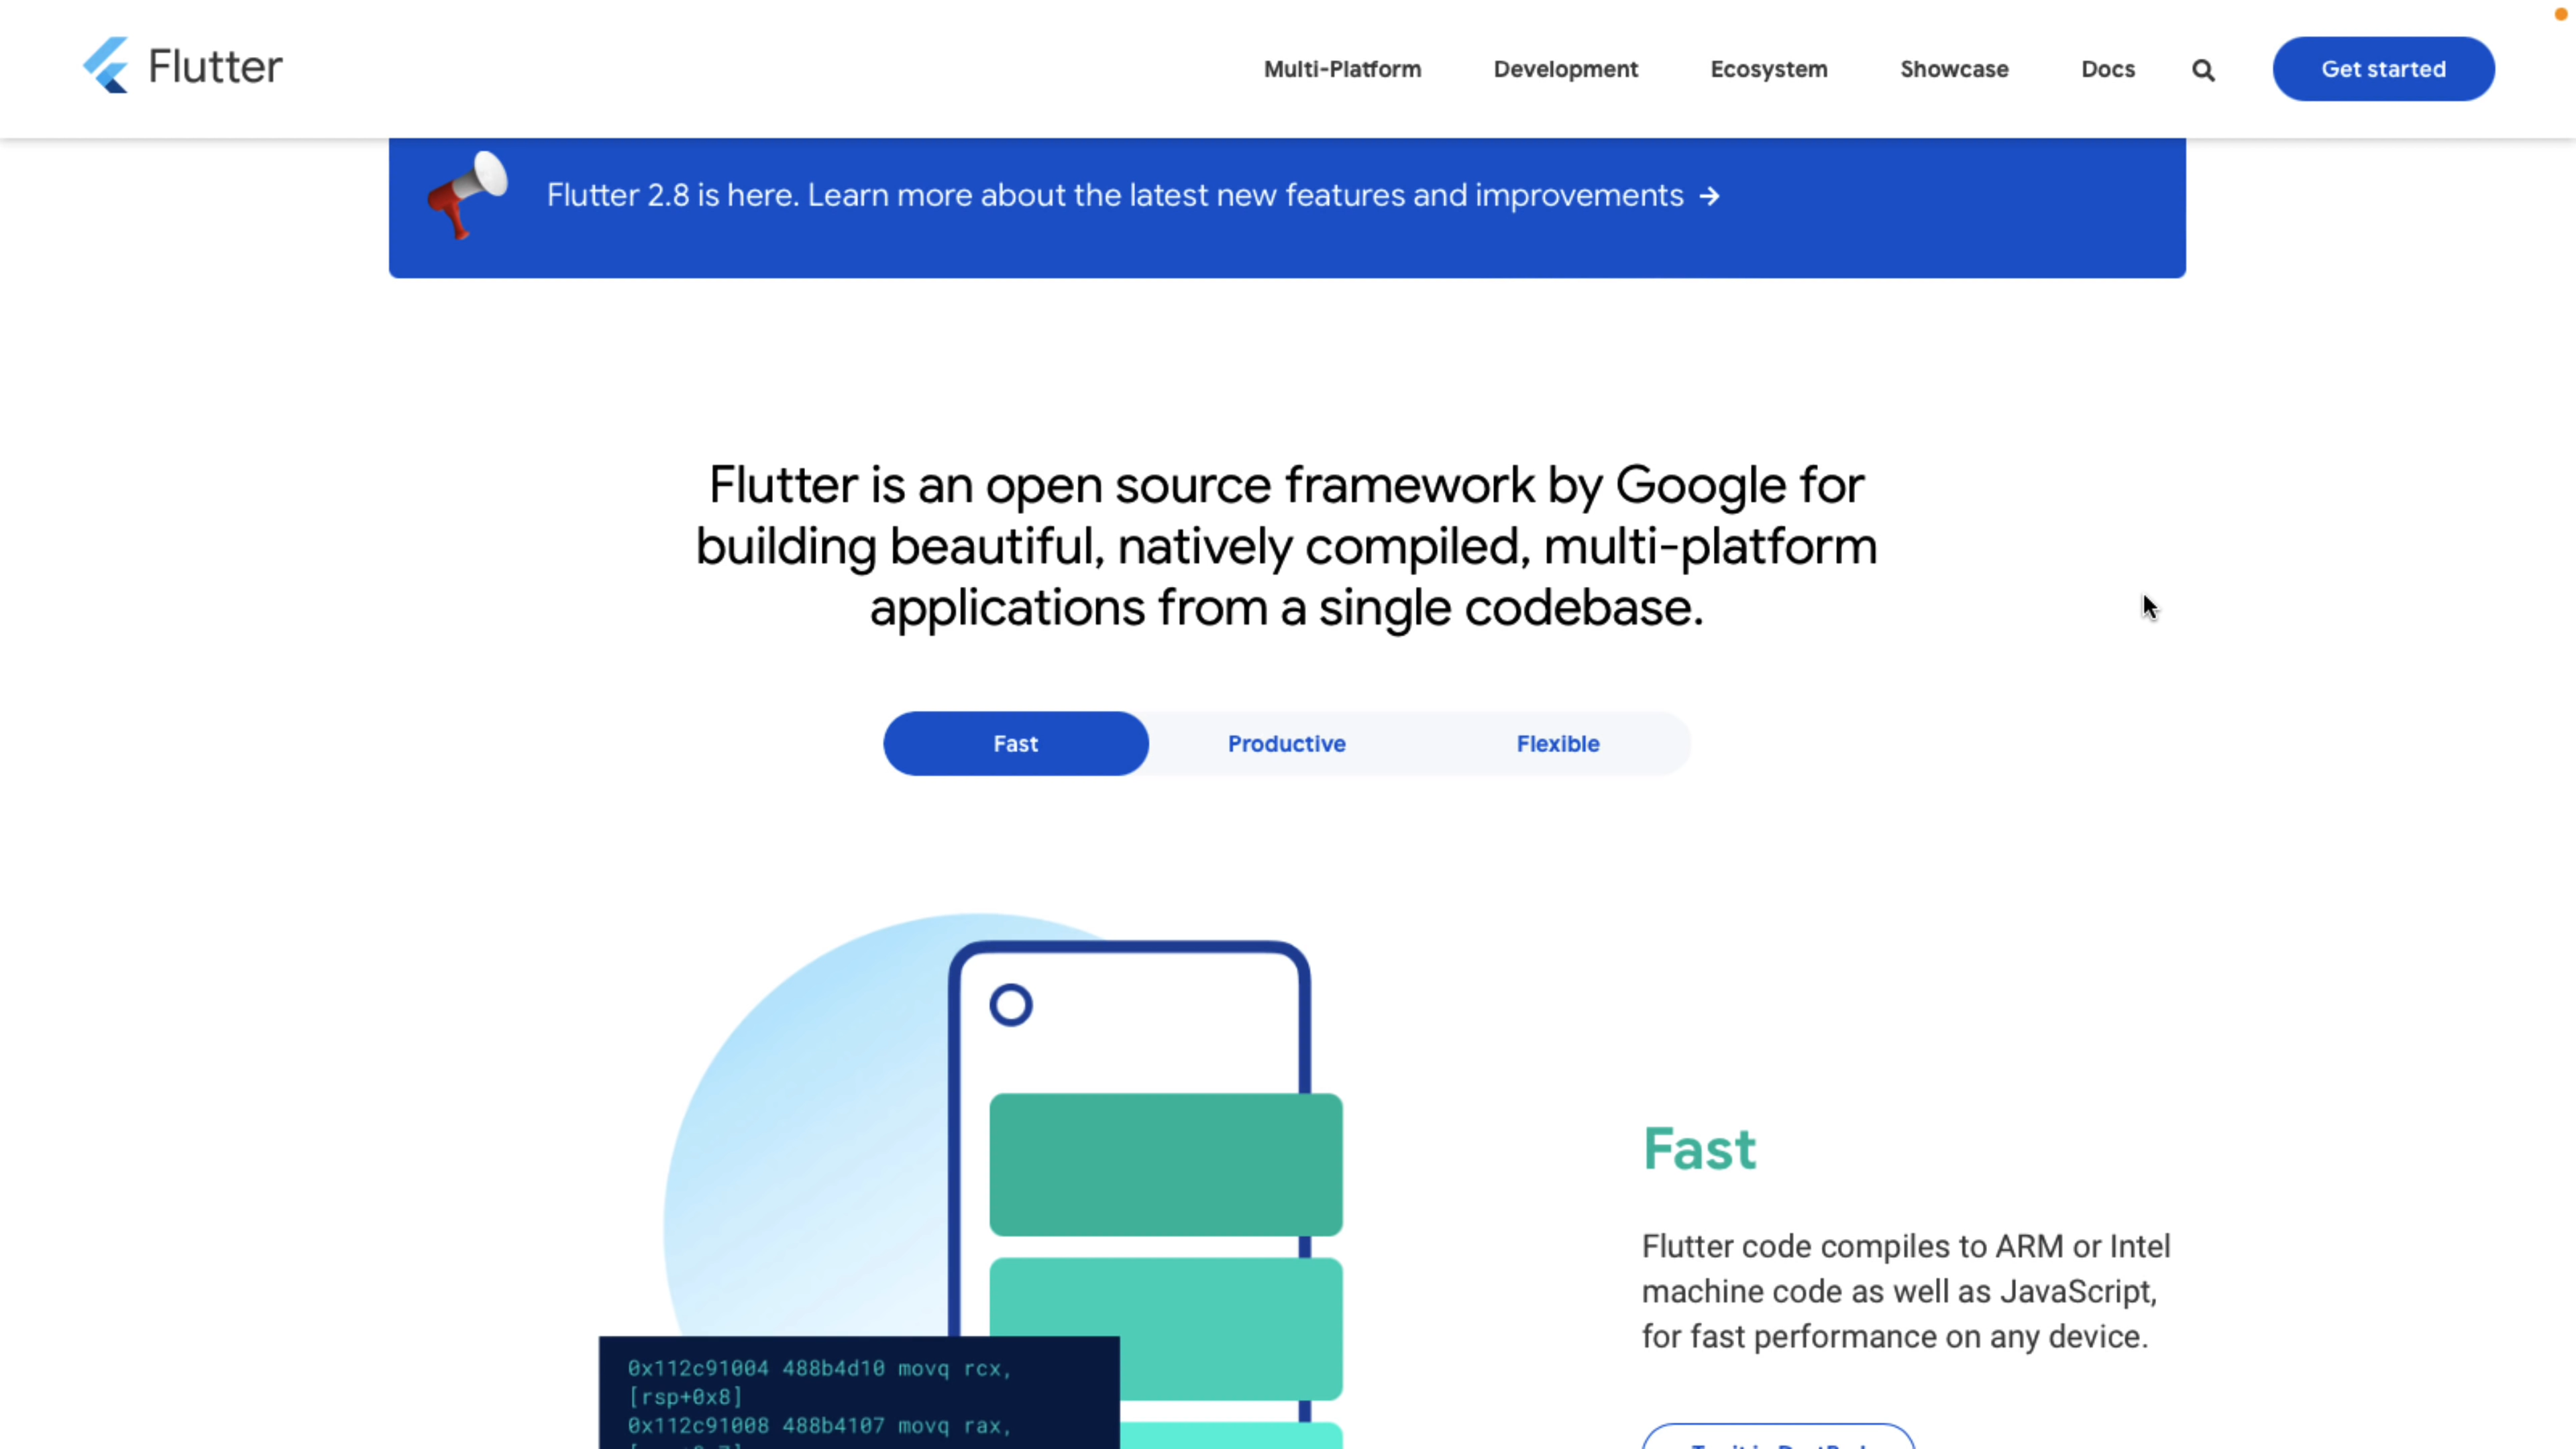 Flutter
Multi-Platform
Development
Ecosystem
Showcase
Docs
Get started
Flutter 2.8 is here. Learn more about the latest new features and improvements →
Flutter is an open source framework by Google for
building beautiful, natively compiled, multi-platform
applications from a single codebase.
Fast
Productive
Flexible
Fast
Flutter code compiles to ARM or Intel
machine code as well as JavaScript,
for fast performance on any device.
0x112c91004 488b4d10 movq rcx,
[rsp+0x8]
0x112c91008 488b4107 movq rax,